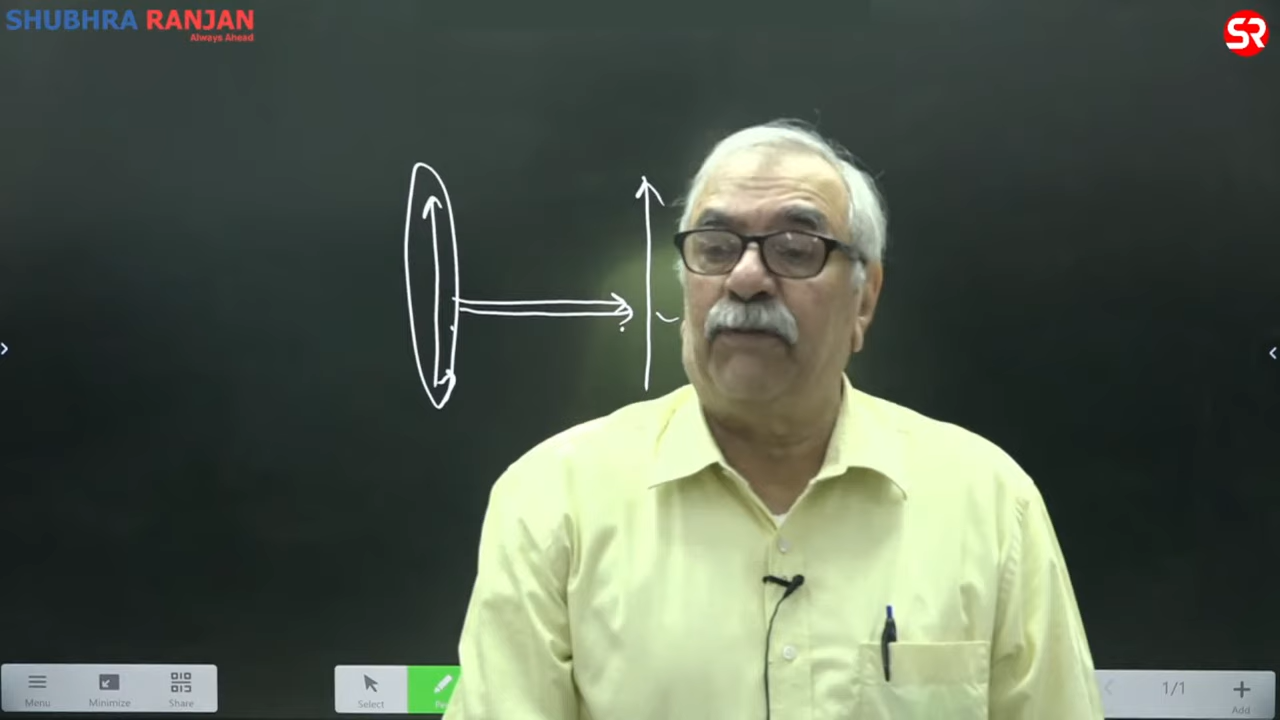 SHUBHRA RANJAN
Always Ahead
SR
?
Menu
Minimize
Share
Select
1/1
Add